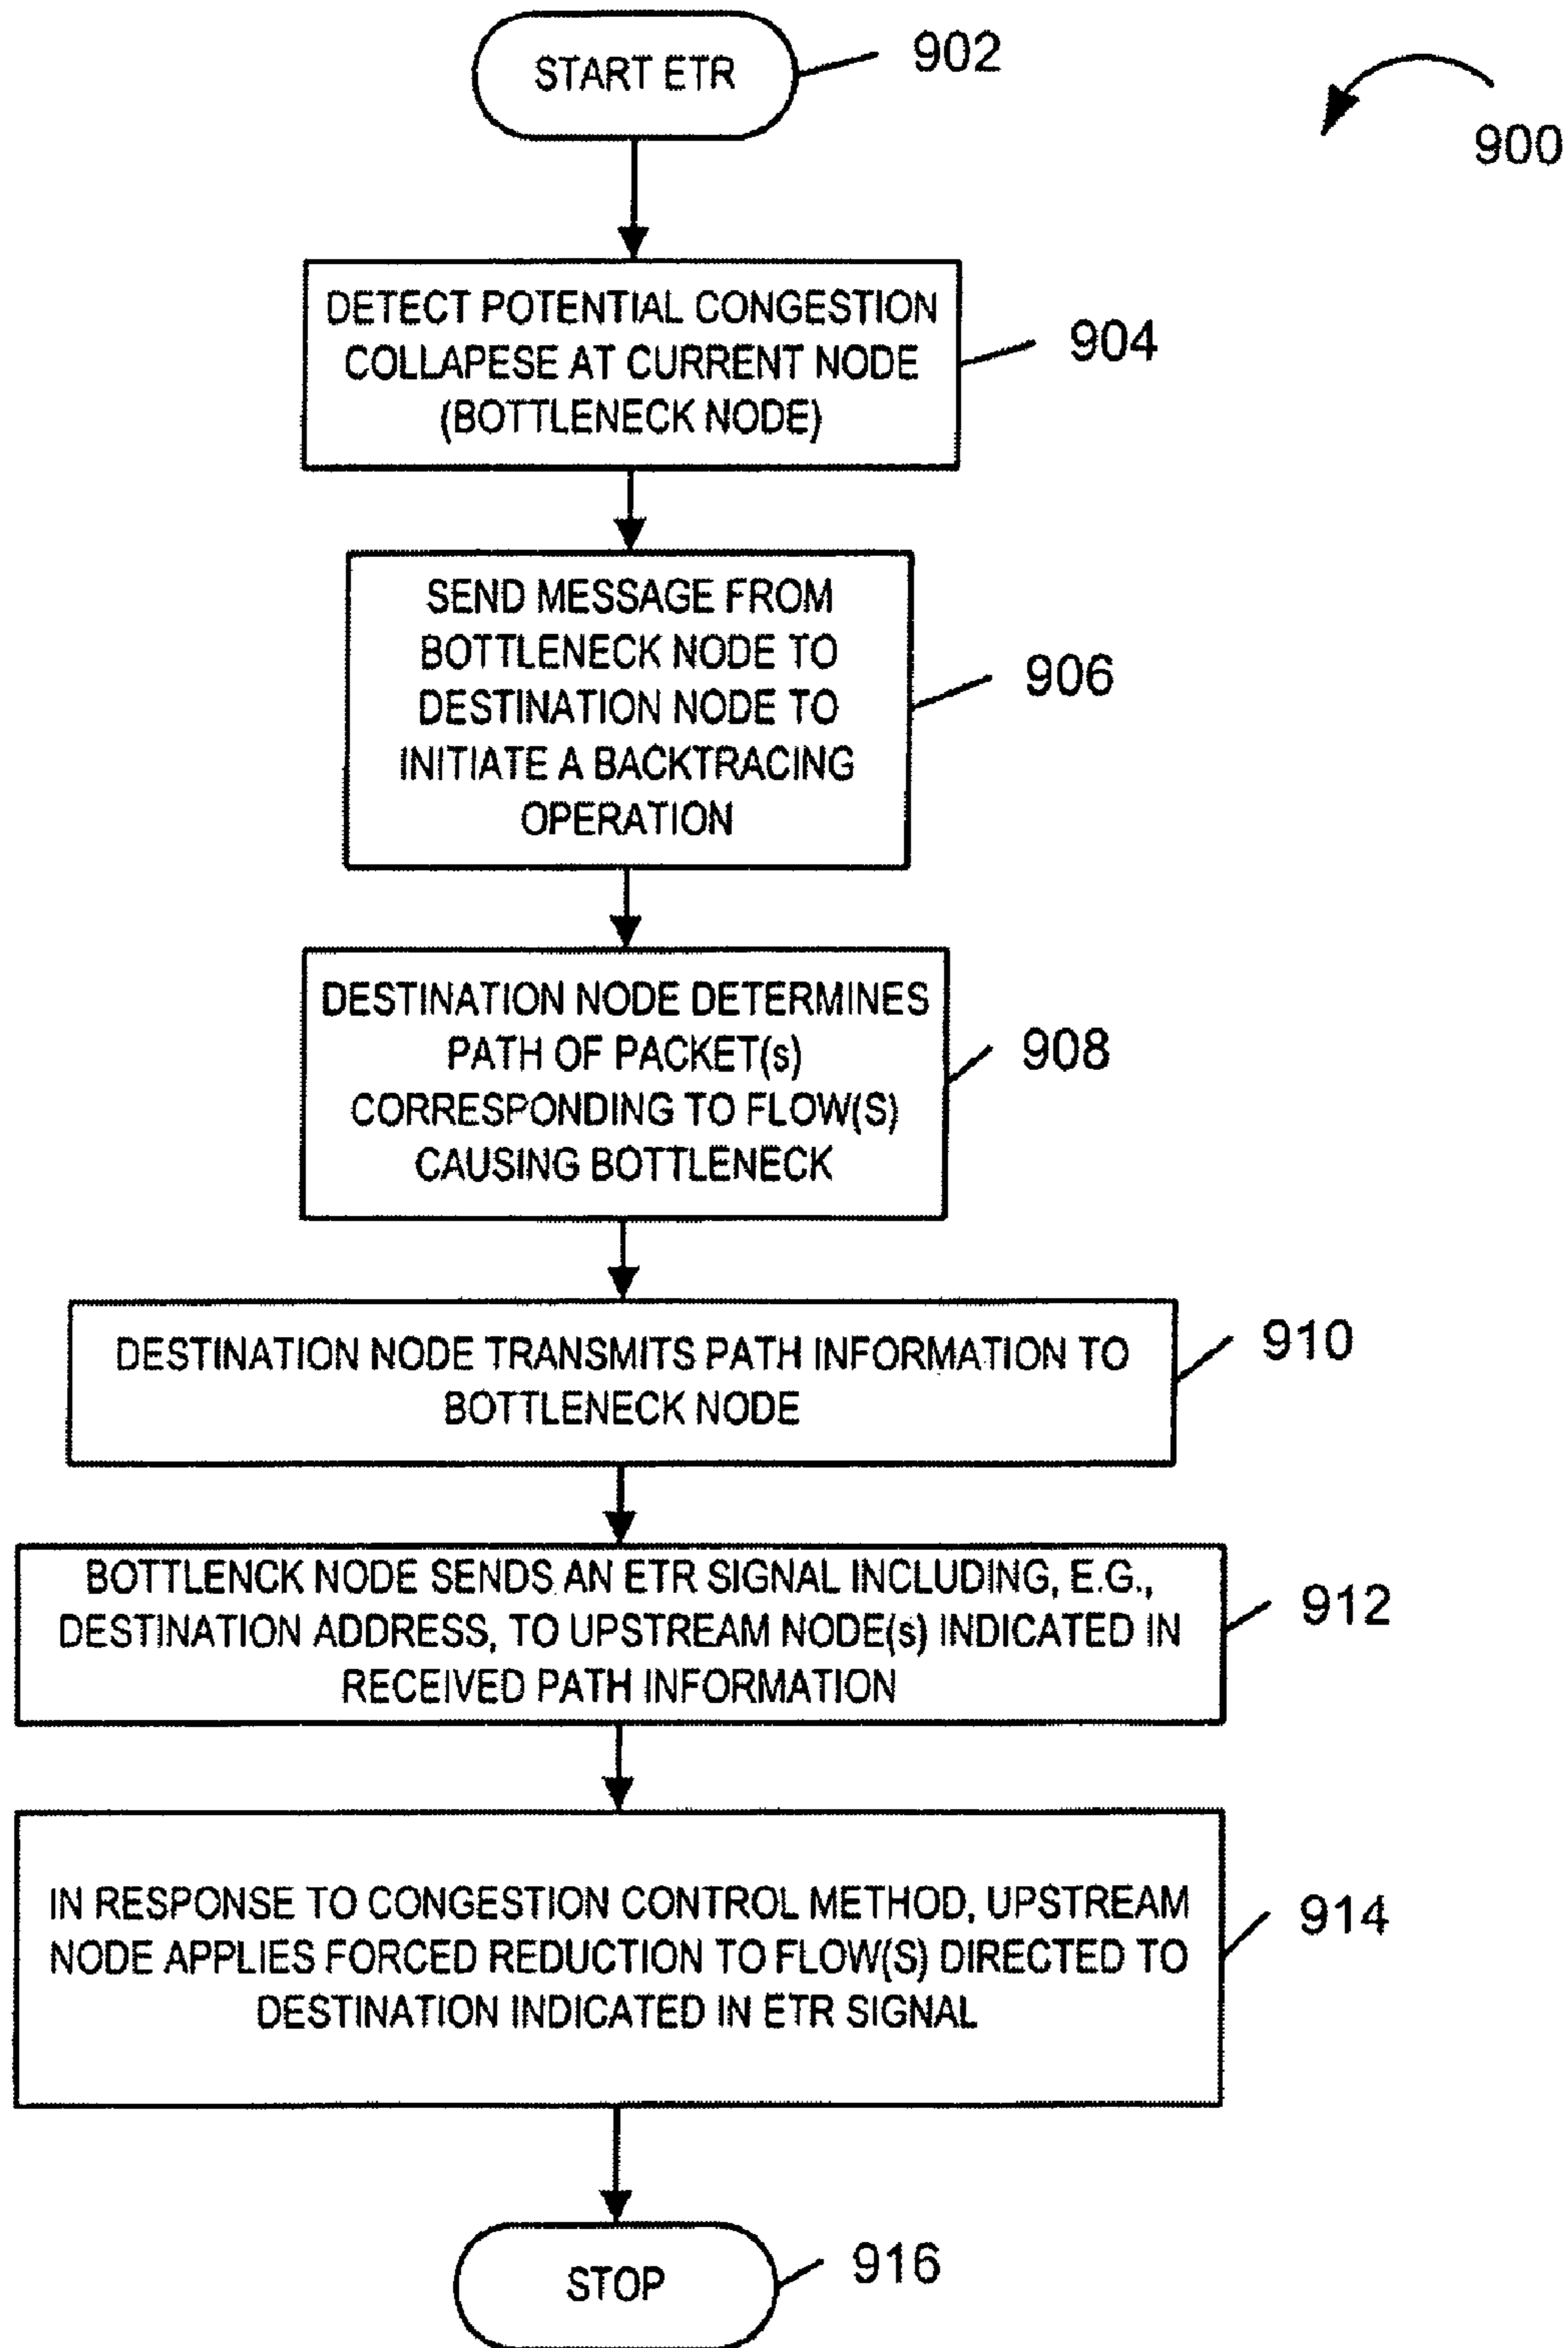 START ETR
902
900
DETECT POTENTIAL CONGESTION
COLLAPESE AT CURRENT NODE
(BOTTLENECK NODE)
904
SEND MESSAGE FROM
BOTTLENECK NODE TO
DESTINATION NODE TO
INITIATE A BACKTRACING
OPERATION
906
DESTINATION NODE DETERMINES
PATH OF PACKET(s)
CORRESPONDING TO FLOW(S)
CAUSING BOTTLENECK
908
DESTINATION NODE TRANSMITS PATH INFORMATION TO
BOTTLENECK NODE
910
BOTTLENCK NODE SENDS AN ETR SIGNAL INCLUDING, E.G.,
DESTINATION ADDRESS, TO UPSTREAM NODE(s) INDICATED IN
RECEIVED PATH INFORMATION
912
IN RESPONSE TO CONGESTION CONTROL METHOD, UPSTREAM
NODE APPLIES FORCED REDUCTION TO FLOW(S) DIRECTED TO
DESTINATION INDICATED IN ETR SIGNAL
914
STOP
916